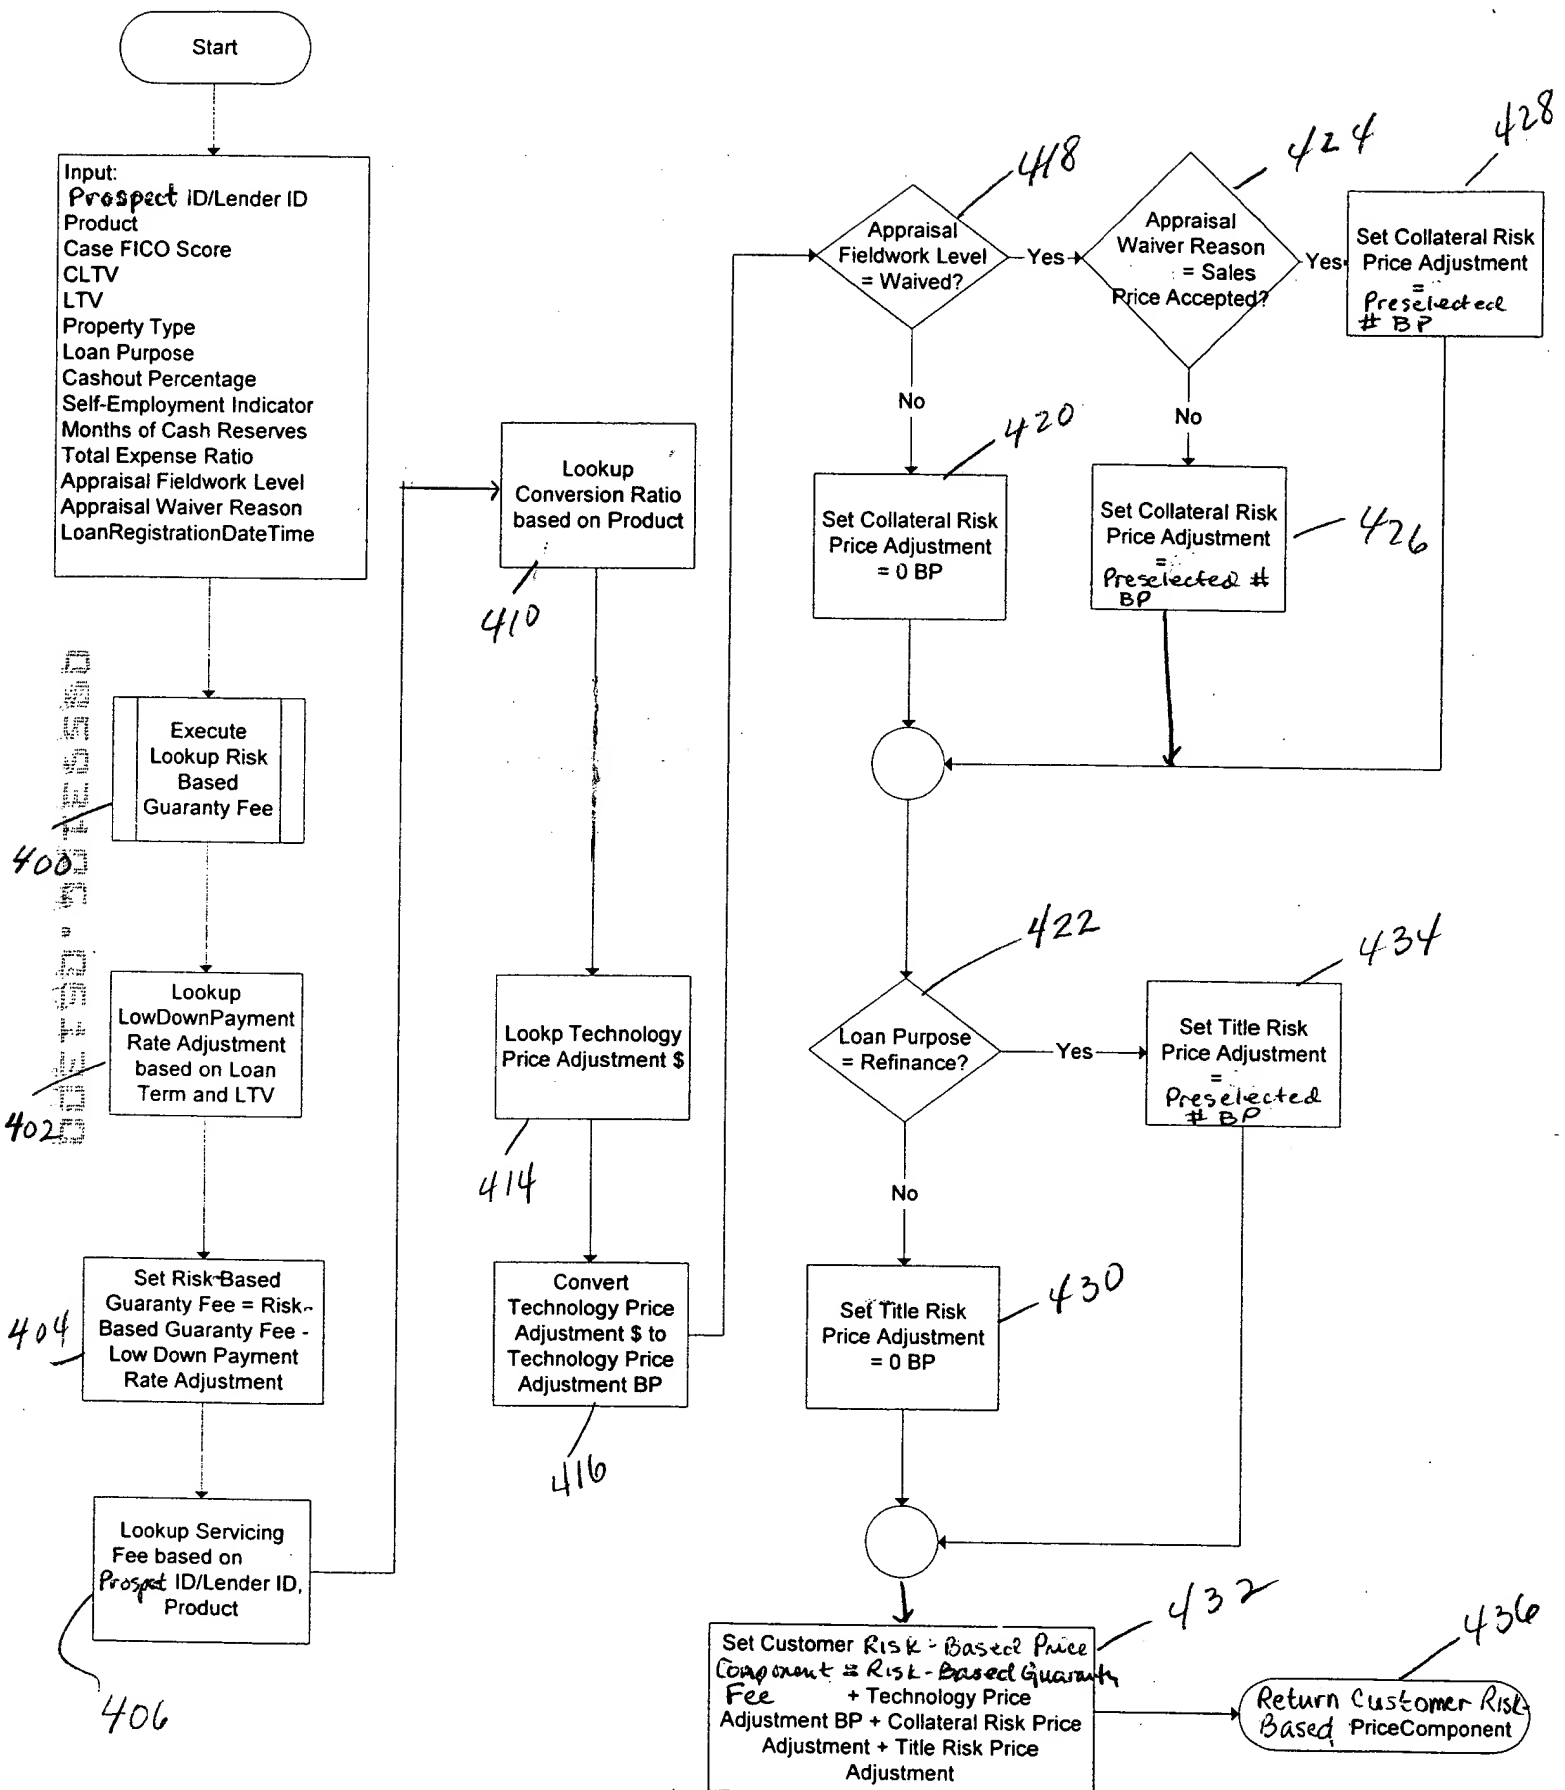 Start
Input:
Prospect ID/Lender ID
Product
Case FICO Score
CLTV
LTV
Property Type
Loan Purpose
Cashout Percentage
Self-Employment Indicator
Months of Cash Reserves
Total Expense Ratio
Appraisal Fieldwork Level
Appraisal Waiver Reason
LoanRegistrationDateTime
Execute
Lookup Risk
Based
Guaranty Fee
400
Lookup
LowDownPayment
Rate Adjustment
based on Loan
Term and LTV
402
Set Risk-Based
Guaranty Fee = Risk-
Based Guaranty Fee -
Low Down Payment
Rate Adjustment
404
Lookup Servicing
Fee based on
Prospet ID/Lender ID,
Product
406
Lookup
Conversion Ratio
based on Product
410
Lookp Technology
Price Adjustment $
414
Convert
Technology Price
Adjustment $ to
Technology Price
Adjustment BP
416
Appraisal
Fieldwork Level
= Waived?
418
Yes
No
Set Collateral Risk
Price Adjustment
= 0 BP
420
Appraisal
Waiver Reason
= Sales
Price Accepted?
424
Yes
No
Set Collateral Risk
Price Adjustment
=
Preselected #
BP
426
Set Collateral Risk
Price Adjustment
=
Preselected
# BP
428
Loan Purpose
= Refinance?
422
Yes
No
Set Title Risk
Price Adjustment
= 0 BP
430
Set Title Risk
Price Adjustment
=
Preselected
# BP
434
Set Customer Risk-Based Price
Component = Risk-Based Guaranty
Fee + Technology Price
Adjustment BP + Collateral Risk Price
Adjustment + Title Risk Price
Adjustment
432
Return Customer Risk-
Based PriceComponent
436